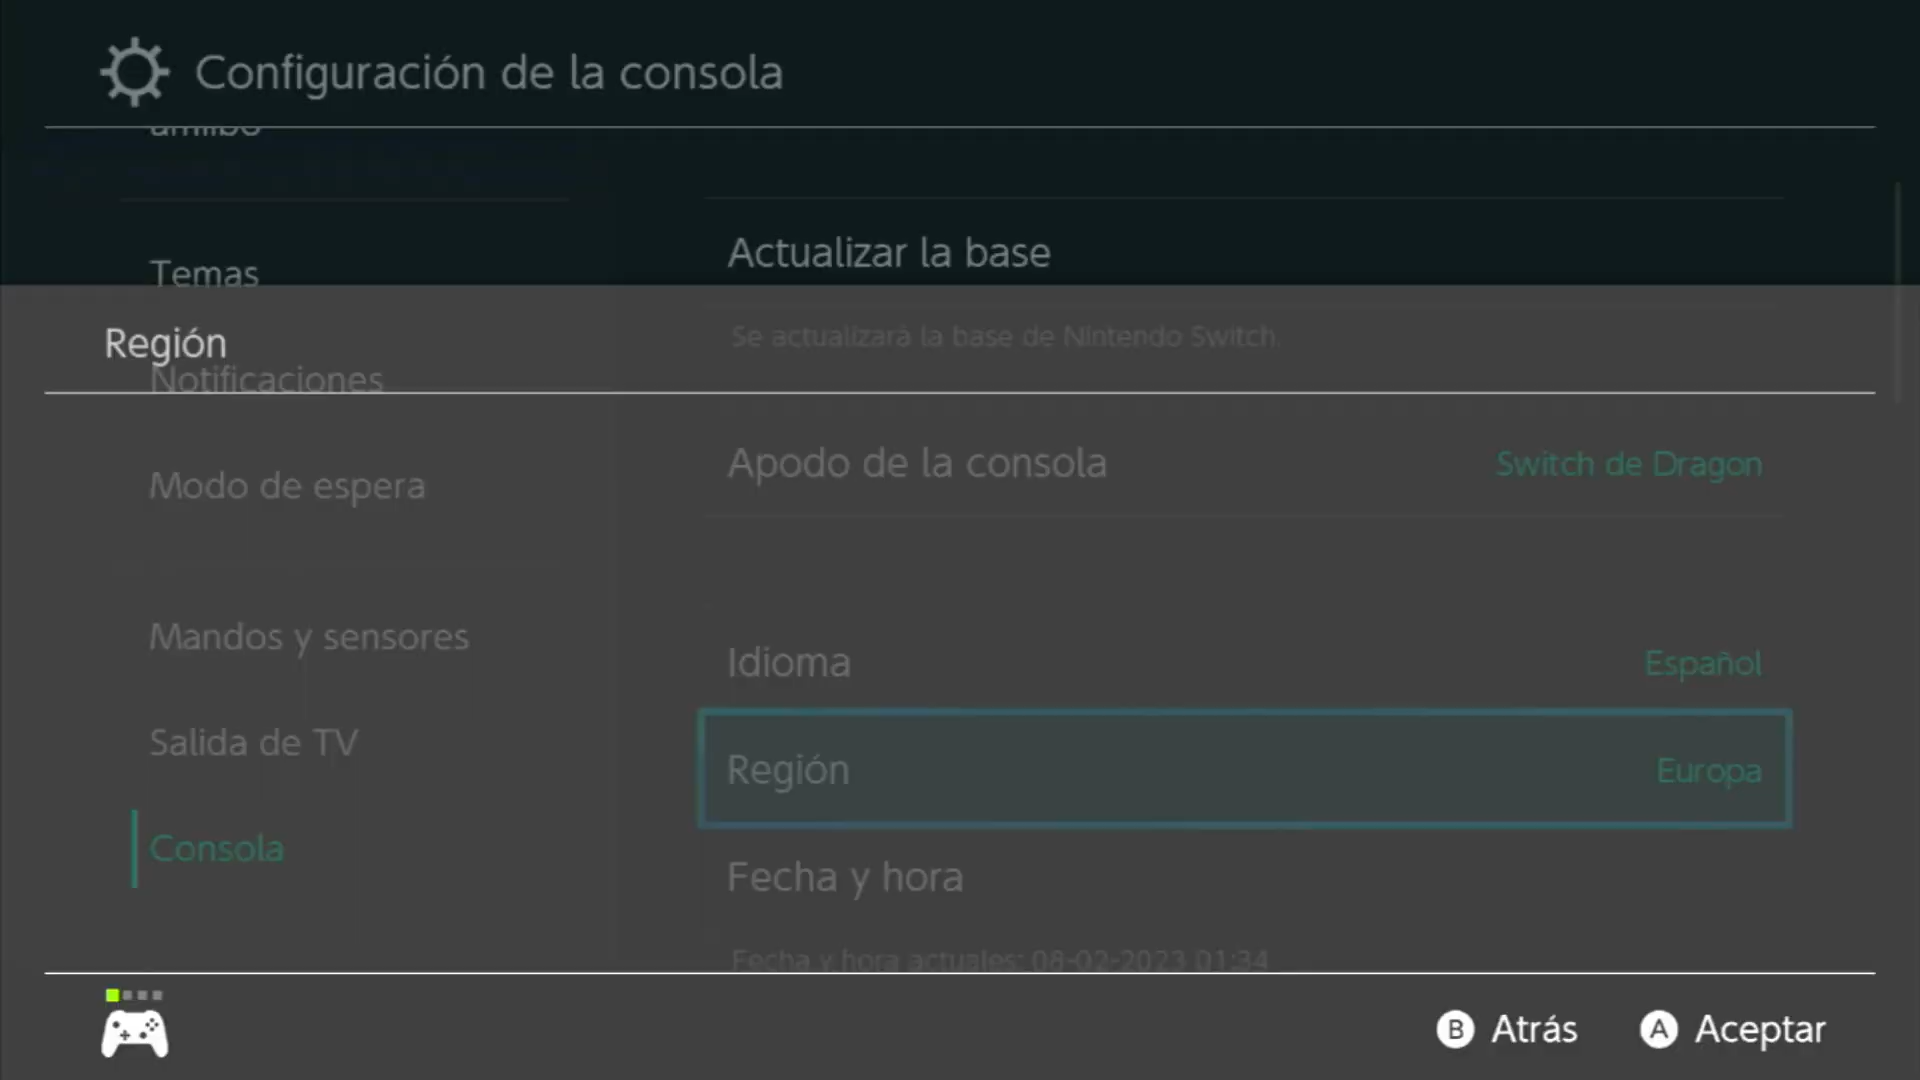 Configuración de la consola
amiibo
Temas
Actualizar la base
Se actualizará la base de Nintendo Switch.
Región
Notificaciones
Apodo de la consola Switch de Dragon
Modo de espera
Mandos y sensores
Idioma Español
Salida de TV
Región Europa
Consola
Fecha y hora
Fecha y hora actuales: 08-02-2023 01:34
B Atrás A Aceptar